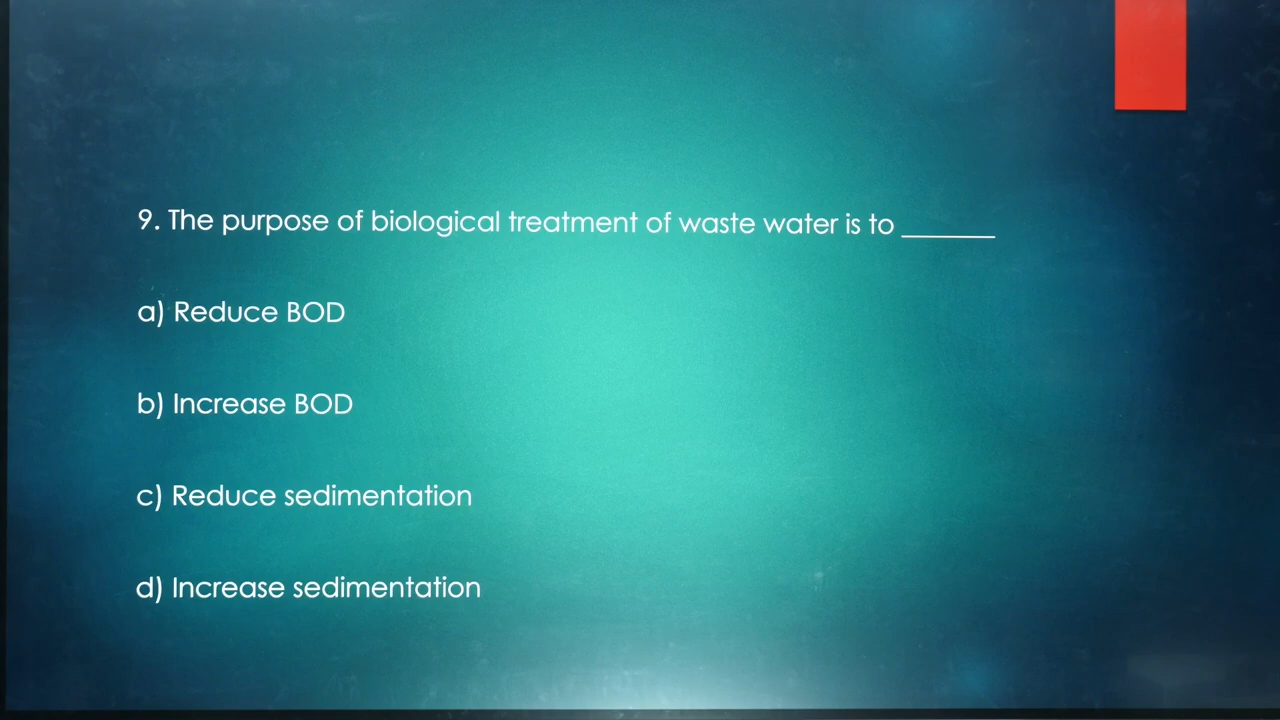 9. The purpose of biological treatment of waste water is to _______
a) Reduce BOD
b) Increase BOD
c) Reduce sedimentation
d) Increase sedimentation